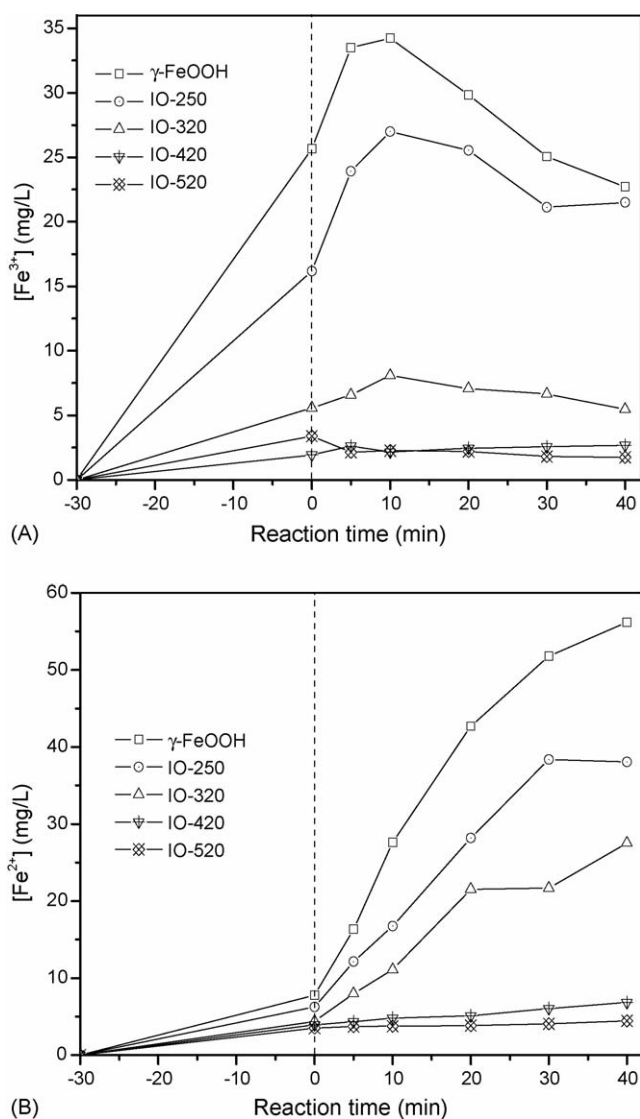 35
30
25
20
15
10
5
0
[Fe³⁺] (mg/L)
γ-FeOOH
IO-250
IO-320
IO-420
IO-520
-30 -20 -10 0 10 20 30 40
Reaction time (min)
(A)
60
50
40
30
20
10
0
[Fe²⁺] (mg/L)
γ-FeOOH
IO-250
IO-320
IO-420
IO-520
-30 -20 -10 0 10 20 30 40
Reaction time (min)
(B)